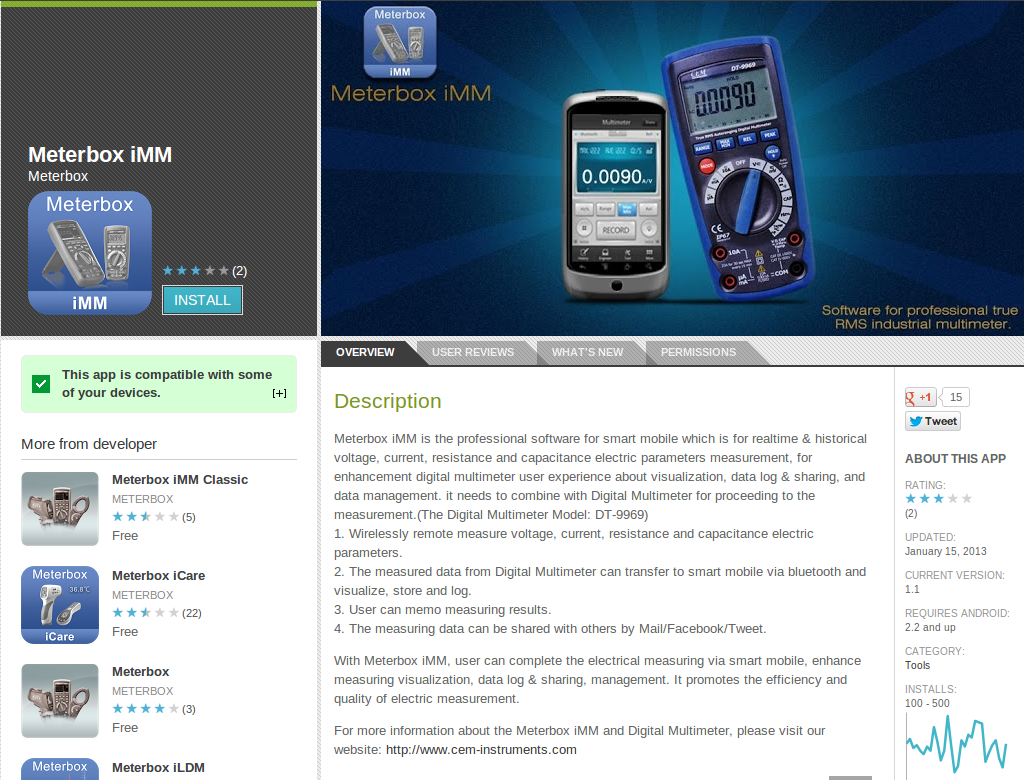 Meterbox iMM
Meterbox
Meterbox
iMM
(2)
INSTALL
iMM
Meterbox iMM
Multimeter
0.0090
RECORD
C.E.M.
DT-9969
HOLD
0.0090
True RMS Autoranging Digital Multimeter
RANGE
REL
PEAK
MODE
HOLD
OFF
IP67
10A
COM
Software for professional true
RMS industrial multimeter.
OVERVIEW
USER REVIEWS
WHAT'S NEW
PERMISSIONS
This app is compatible with some
of your devices.
[+]
More from developer
Meterbox iMM Classic
METERBOX
(5)
Free
Meterbox
36.8°C
iCare
Meterbox iCare
METERBOX
(22)
Free
Meterbox
METERBOX
(3)
Free
Meterbox
Meterbox iLDM
Description
Meterbox iMM is the professional software for smart mobile which is for realtime & historical
voltage, current, resistance and capacitance electric parameters measurement, for
enhancement digital multimeter user experience about visualization, data log & sharing, and
data management. it needs to combine with Digital Multimeter for proceeding to the
measurement.(The Digital Multimeter Model: DT-9969)
1. Wirelessly remote measure voltage, current, resistance and capacitance electric
parameters.
2. The measured data from Digital Multimeter can transfer to smart mobile via bluetooth and
visualize, store and log.
3. User can memo measuring results.
4. The measuring data can be shared with others by Mail/Facebook/Tweet.
With Meterbox iMM, user can complete the electrical measuring via smart mobile, enhance
measuring visualization, data log & sharing, management. It promotes the efficiency and
quality of electric measurement.
For more information about the Meterbox iMM and Digital Multimeter, please visit our
website: http://www.cem-instruments.com
g +1
15
Tweet
ABOUT THIS APP
RATING:
(2)
UPDATED:
January 15, 2013
CURRENT VERSION:
1.1
REQUIRES ANDROID:
2.2 and up
CATEGORY:
Tools
INSTALLS:
100 - 500